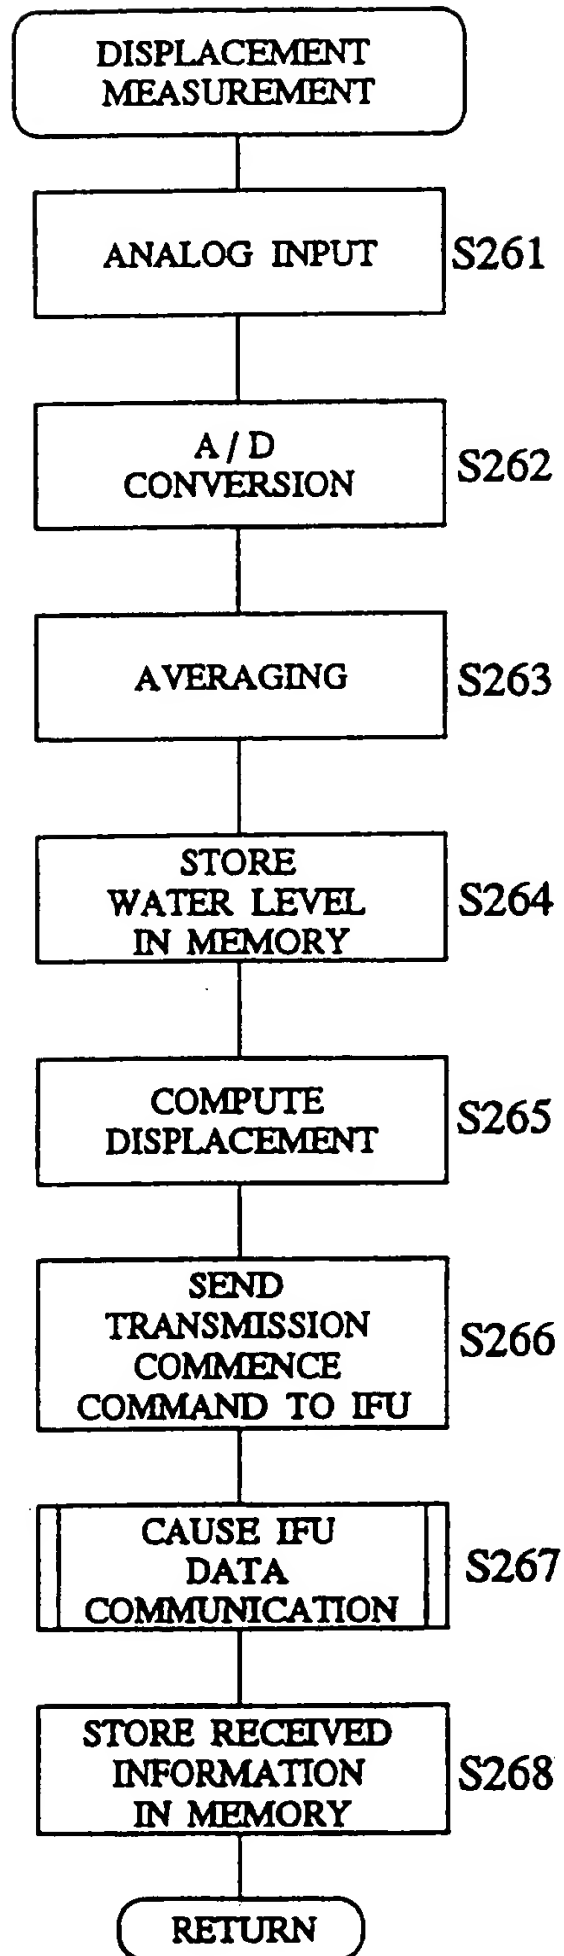 DISPLACEMENT
MEASUREMENT
ANALOG INPUT
S261
A / D
CONVERSION
S262
AVERAGING
S263
STORE
WATER LEVEL
IN MEMORY
S264
COMPUTE
DISPLACEMENT
S265
SEND
TRANSMISSION
COMMENCE
COMMAND TO IFU
S266
CAUSE IFU
DATA
COMMUNICATION
S267
STORE RECEIVED
INFORMATION
IN MEMORY
S268
RETURN